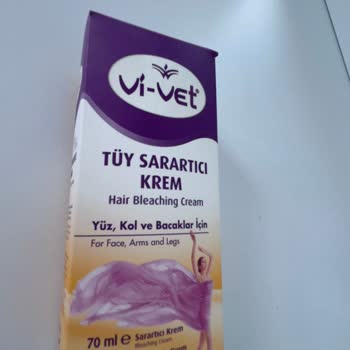 Vi-VET®
TÜY SARARTICI
KREM
Hair Bleaching Cream
Yüz, Kol ve Bacaklar İçin
For Face, Arms and Legs
70 ml e Sarartıcı Krem
Bleaching Cream